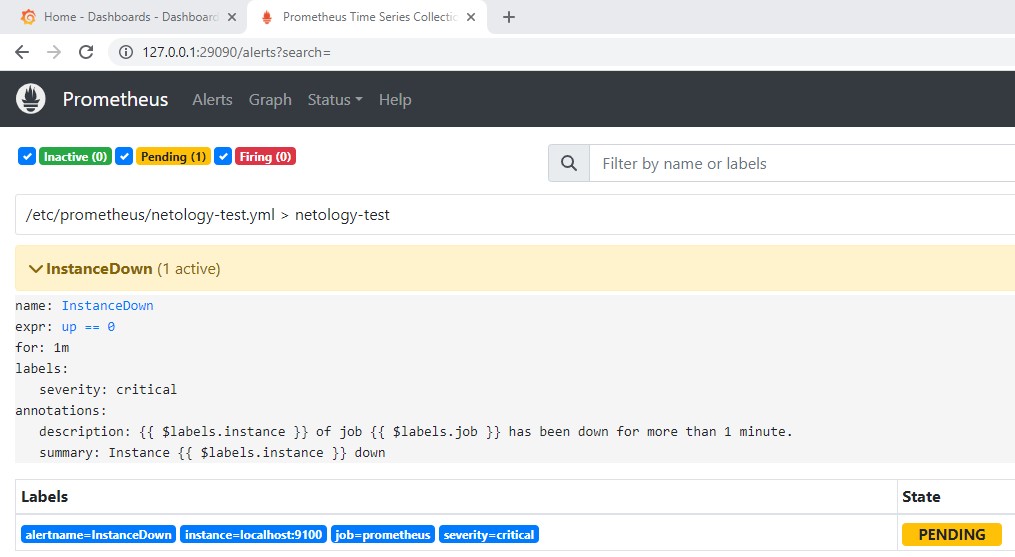 Home - Dashboards - Dashboard
Prometheus Time Series Collectic
127.0.0.1:29090/alerts?search=
Prometheus Alerts Graph Status Help
Inactive (0) Pending (1) Firing (0)
Filter by name or labels
/etc/prometheus/netology-test.yml > netology-test
InstanceDown (1 active)
name: InstanceDown
expr: up == 0
for: 1m
labels:
severity: critical
annotations:
description: {{ $labels.instance }} of job {{ $labels.job }} has been down for more than 1 minute.
summary: Instance {{ $labels.instance }} down
Labels State
alertname=InstanceDown instance=localhost:9100 job=prometheus severity=critical PENDING